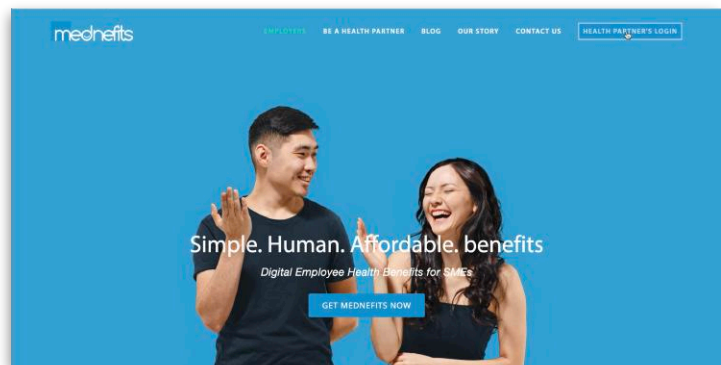 mednefits
EMPLOYEES BE A HEALTH PARTNER BLOG OUR STORY CONTACT US HEALTH PARTNER'S LOGIN
Simple. Human. Affordable. benefits
Digital Employee Health Benefits for SMEs
GET MEDNEFITS NOW